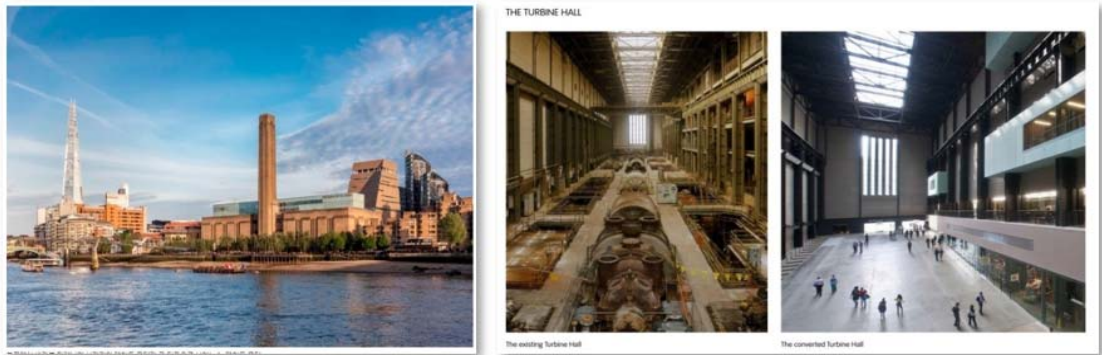 THE TURBINE HALL
The existing Turbine Hall
The converted Turbine Hall